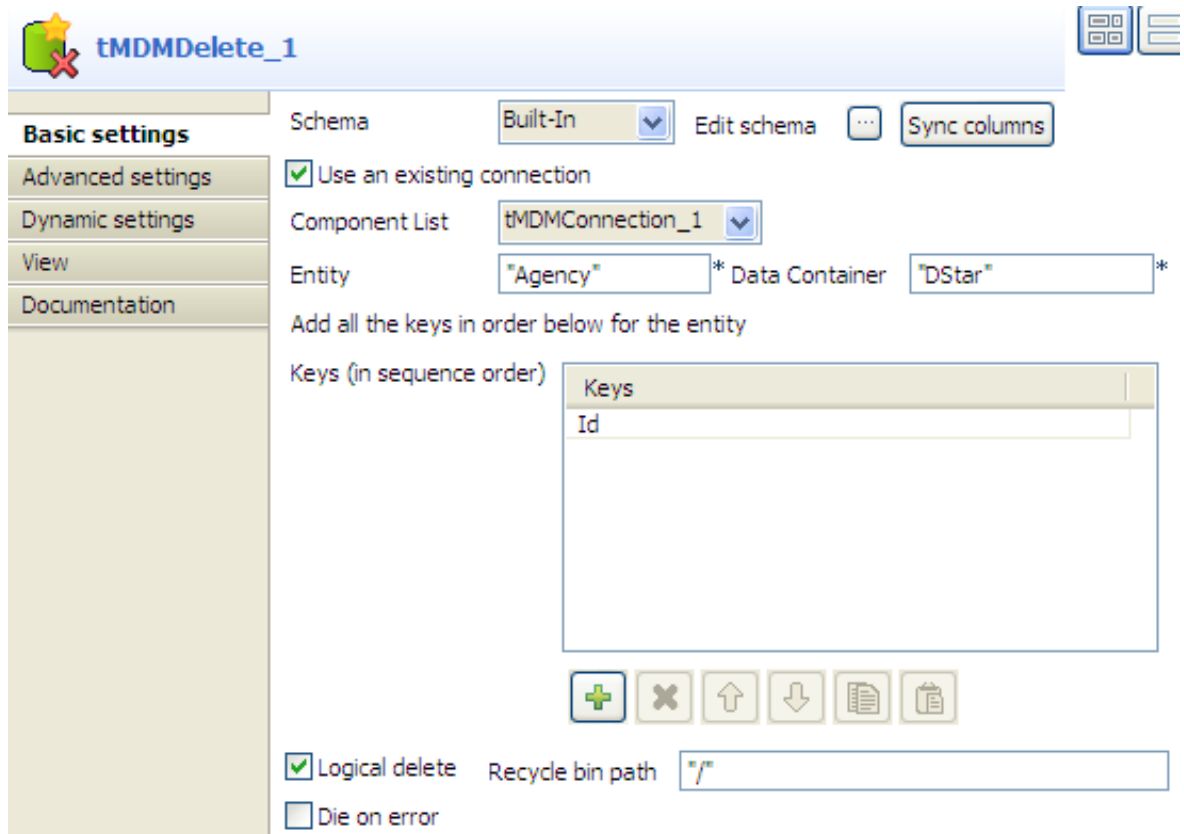 tMDMDelete_1
Basic settings
Advanced settings
Dynamic settings
View
Documentation
Schema Built-In Edit schema ... Sync columns
Use an existing connection
Component List tMDMConnection_1
Entity "Agency" * Data Container "DStar" *
Add all the keys in order below for the entity
Keys (in sequence order) Keys
Id
Logical delete Recycle bin path "/"
Die on error